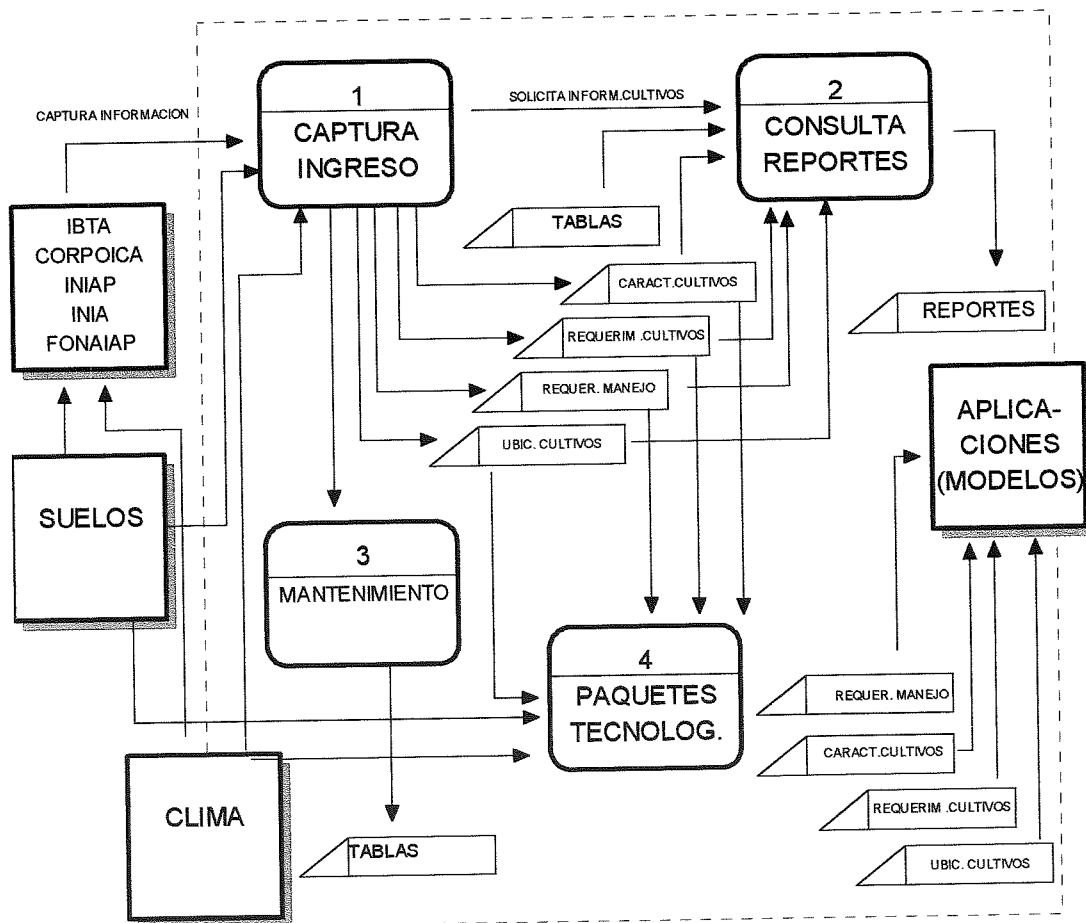 CAPTURA INFORMACION
1
CAPTURA
INGRESO
SOLICITA INFORM.CULTIVOS
2
CONSULTA
REPORTES
IBTA
CORPOICA
INIAP
INIA
FONAIAP
TABLAS
CARACT.CULTIVOS
REQUERIM.CULTIVOS
REQUER. MANEJO
UBIC. CULTIVOS
REPORTES
APLICA-
CIONES
(MODELOS)
SUELOS
3
MANTENIMIENTO
4
PAQUETES
TECNOLOG.
REQUER. MANEJO
CARACT.CULTIVOS
REQUERIM.CULTIVOS
UBIC. CULTIVOS
CLIMA
TABLAS